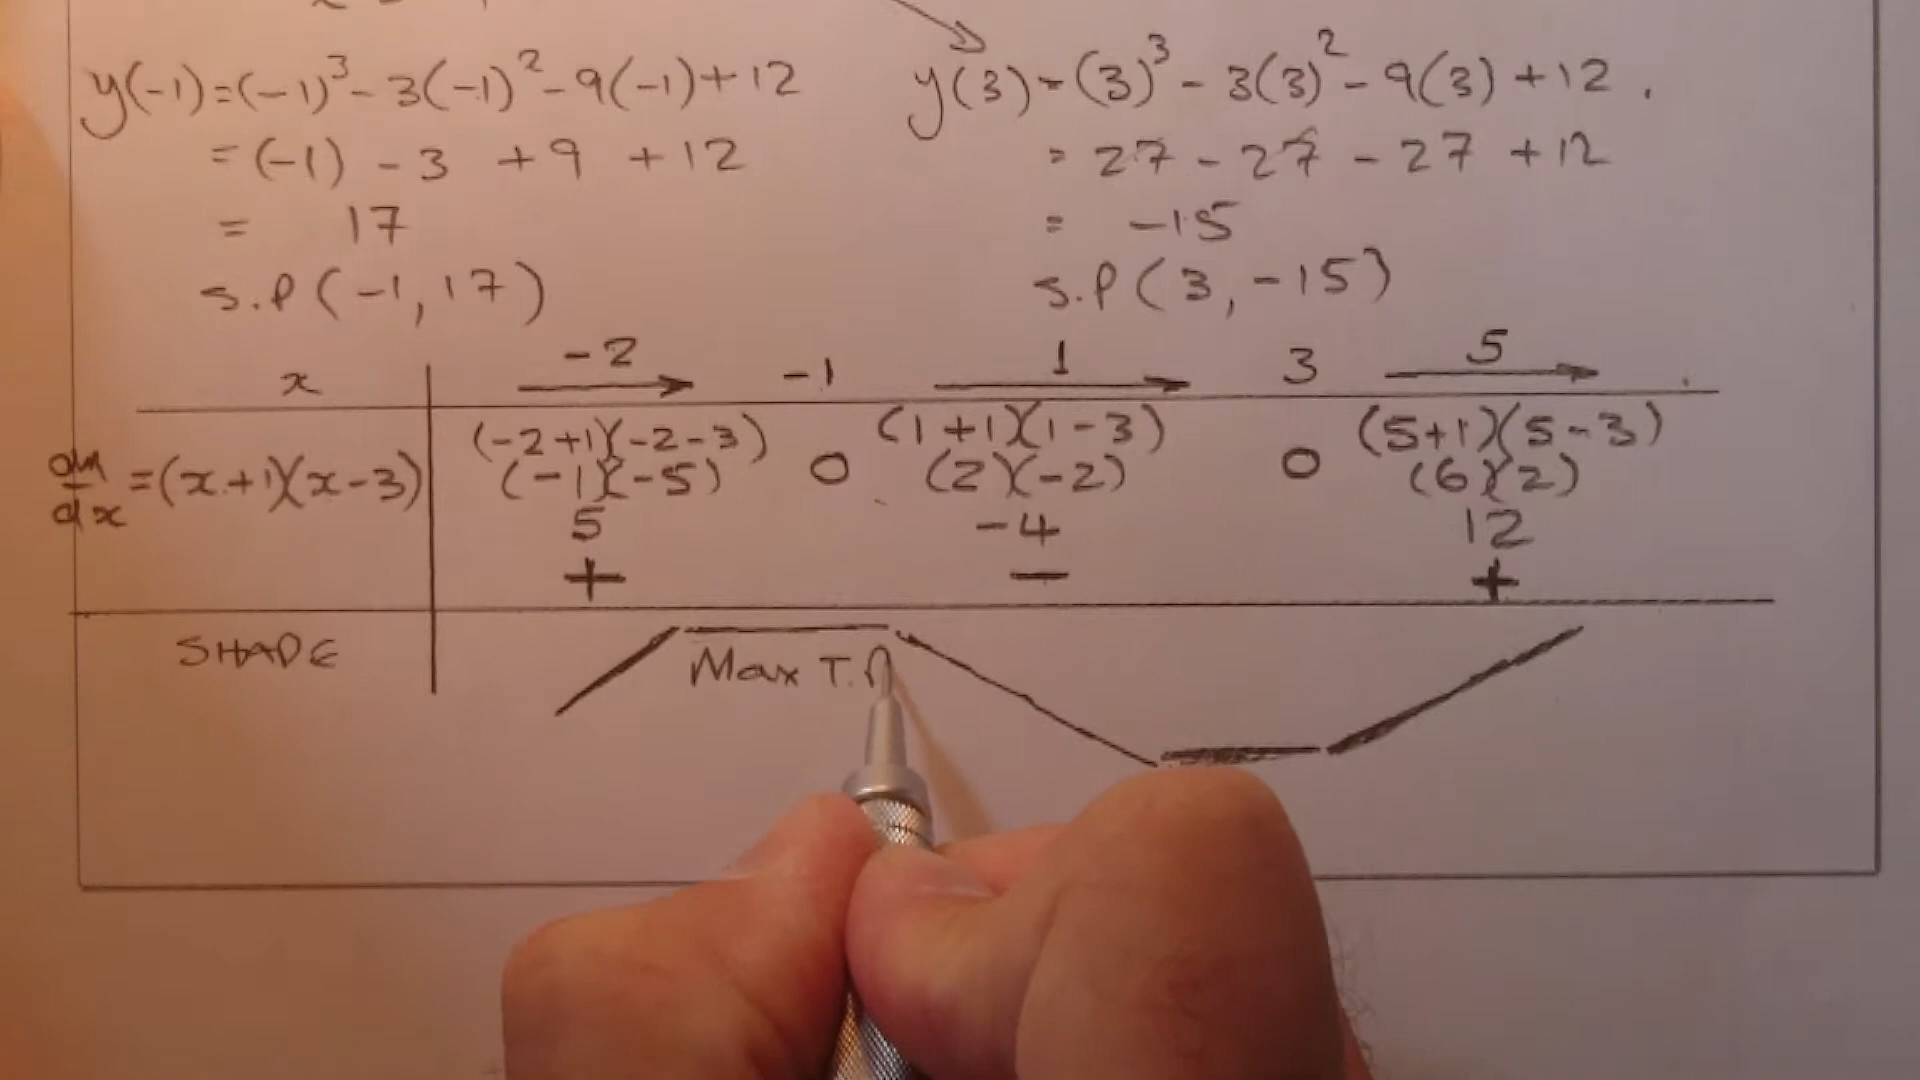 y(-1)=(-1)³-3(-1)²-9(-1)+12
=(-1) -3 +9 +12
= 17
s.p(-1,17)
y(3)-(3)³-3(3)²-9(3)+12.
= 27-27-27+12
= -15
s.p(3,-15)
x -2 -1 1 3 5
(-2+1)(-2-3) (1+1)(1-3) (5+1)(5-3)
dy/dx =(x+1)(x-3) (-1)(-5) 0 (2)(-2) 0 (6)(2)
5 -4 12
+ - +
SHAPE
Max T.P